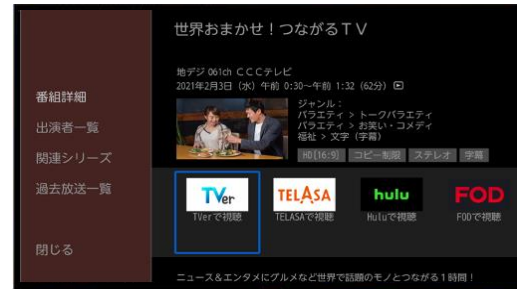 世界おまかせ！つながるＴＶ
地デジ 061ch ＣＣＣテレビ
2021年2月3日（水）午前 0:30～午前 1:32（62分）
番組詳細
出演者一覧
関連シリーズ
過去放送一覧
閉じる
ジャンル：
バラエティ > トークバラエティ
バラエティ > お笑い・コメディ
福祉 > 文字（字幕）
HD[16:9] コピー制限 ステレオ 字幕
TVer TELASA hulu FOD
TVerで視聴 TELASAで視聴 Huluで視聴 FODで視聴
ニュース＆エンタメにグルメなど世界で話題のモノとつながる１時間！